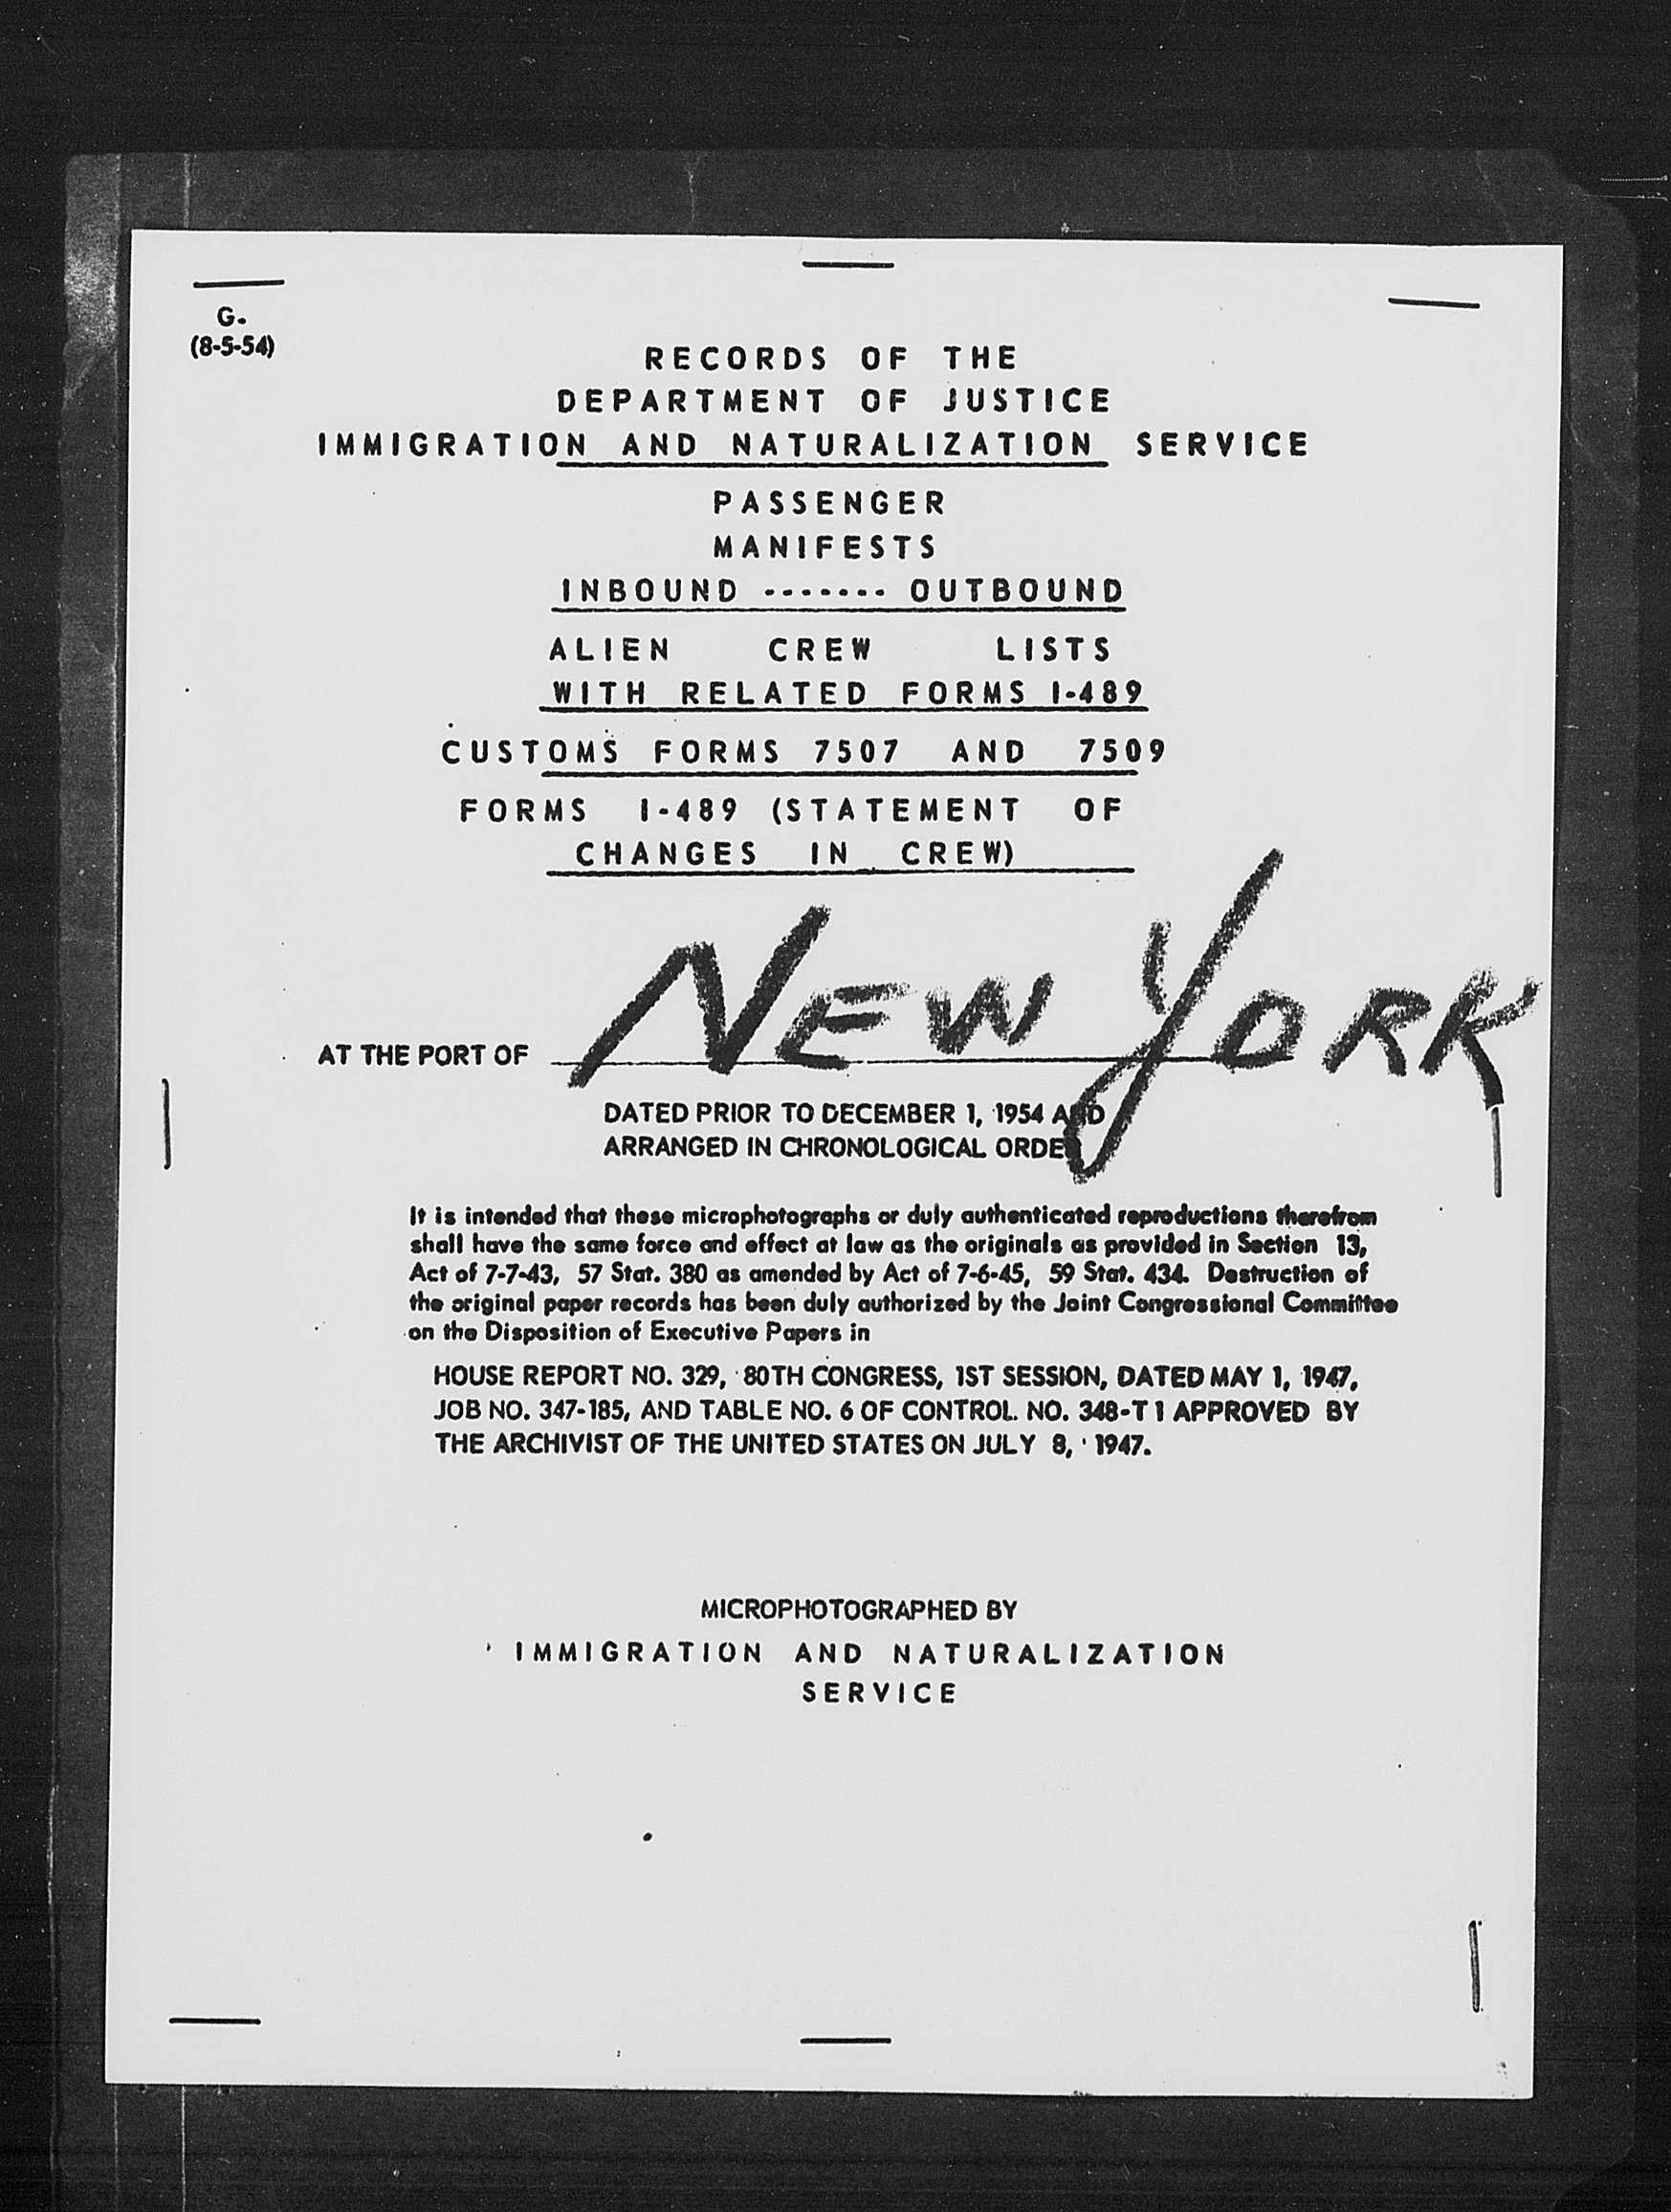 G.
(8-5-54)
RECORDS OF THE
DEPARTMENT OF JUSTICE
IMMIGRATION AND NATURALIZATION SERVICE
PASSENGER
MANIFESTS
INBOUND ------- OUTBOUND
ALIEN CREW LISTS
WITH RELATED FORMS I-489
CUSTOMS FORMS 7507 AND 7509
FORMS I-489 (STATEMENT OF
CHANGES IN CREW)
AT THE PORT OF NEW YORK
DATED PRIOR TO DECEMBER 1, 1954 AND
ARRANGED IN CHRONOLOGICAL ORDER
It is intended that these microphotographs or duly authenticated reproductions therefrom
shall have the same force and effect at law as the originals as provided in Section 13,
Act of 7-7-43, 57 Stat. 380 as amended by Act of 7-6-45, 59 Stat. 434. Destruction of
the original paper records has been duly authorized by the Joint Congressional Committee
on the Disposition of Executive Papers in
HOUSE REPORT NO. 329, 80TH CONGRESS, 1ST SESSION, DATED MAY 1, 1947,
JOB NO. 347-185, AND TABLE NO. 6 OF CONTROL NO. 348-T1 APPROVED BY
THE ARCHIVIST OF THE UNITED STATES ON JULY 8, 1947.
MICROPHOTOGRAPHED BY
IMMIGRATION AND NATURALIZATION
SERVICE